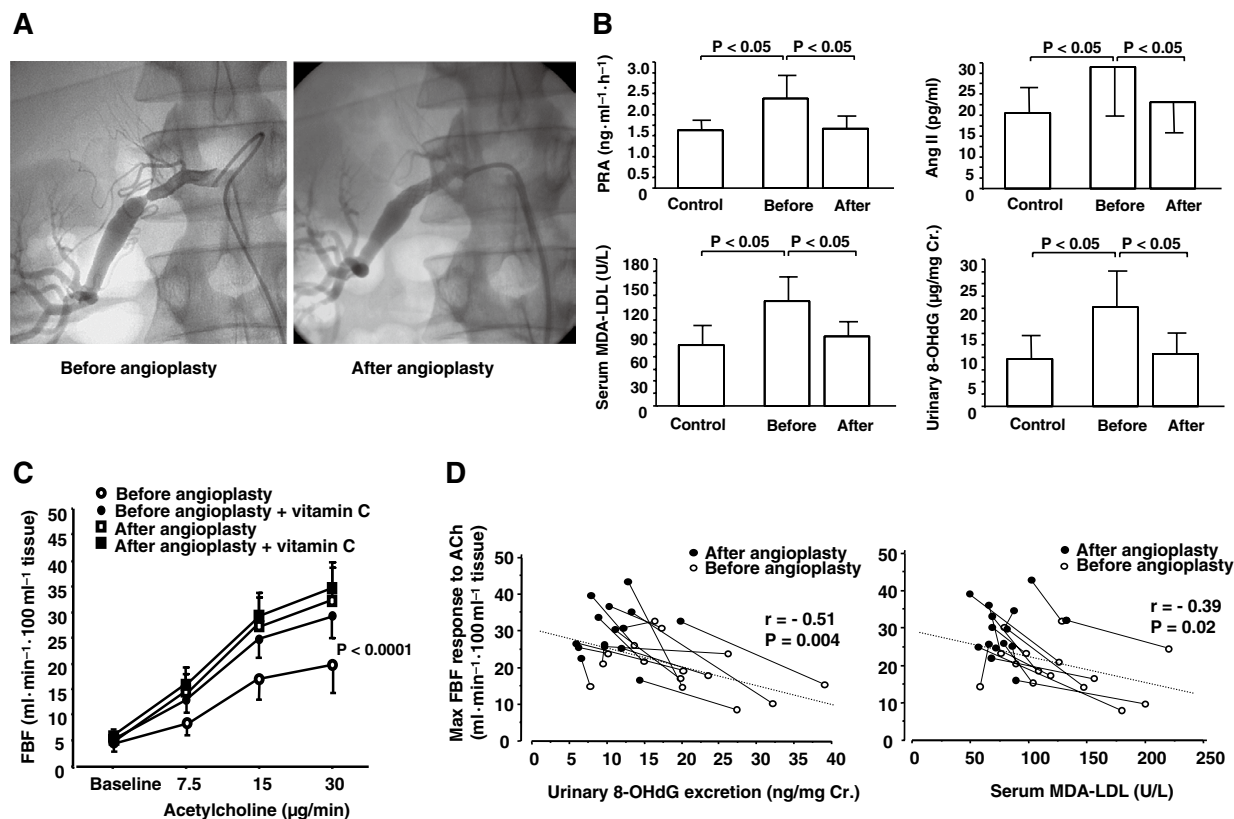 A
Before angioplasty
After angioplasty
B
P < 0.05
P < 0.05
PRA (ng·ml⁻¹·h⁻¹)
3.0
2.5
2.0
1.5
1.0
0.5
0
Control
Before
After
P < 0.05
P < 0.05
Ang II (pg/ml)
30
25
20
15
10
5
0
Control
Before
After
P < 0.05
P < 0.05
Serum MDA-LDL (U/L)
180
150
120
90
60
30
0
Control
Before
After
P < 0.05
P < 0.05
Urinary 8-OHdG (µg/mg Cr.)
30
25
20
15
10
5
0
Control
Before
After
C
Before angioplasty
Before angioplasty + vitamin C
After angioplasty
After angioplasty + vitamin C
FBF (ml·min⁻¹·100 ml⁻¹ tissue)
50
45
40
35
30
25
20
15
10
5
0
P < 0.0001
Baseline
7.5
15
30
Acetylcholine (µg/min)
D
Max FBF response to ACh
(ml·min⁻¹·100 ml⁻¹ tissue)
50
40
30
20
10
0
After angioplasty
Before angioplasty
r = - 0.51
P = 0.004
0
5
10
15
20
25
30
35
40
Urinary 8-OHdG excretion (ng/mg Cr.)
50
40
30
20
10
0
After angioplasty
Before angioplasty
r = - 0.39
P = 0.02
0
50
100
150
200
250
Serum MDA-LDL (U/L)